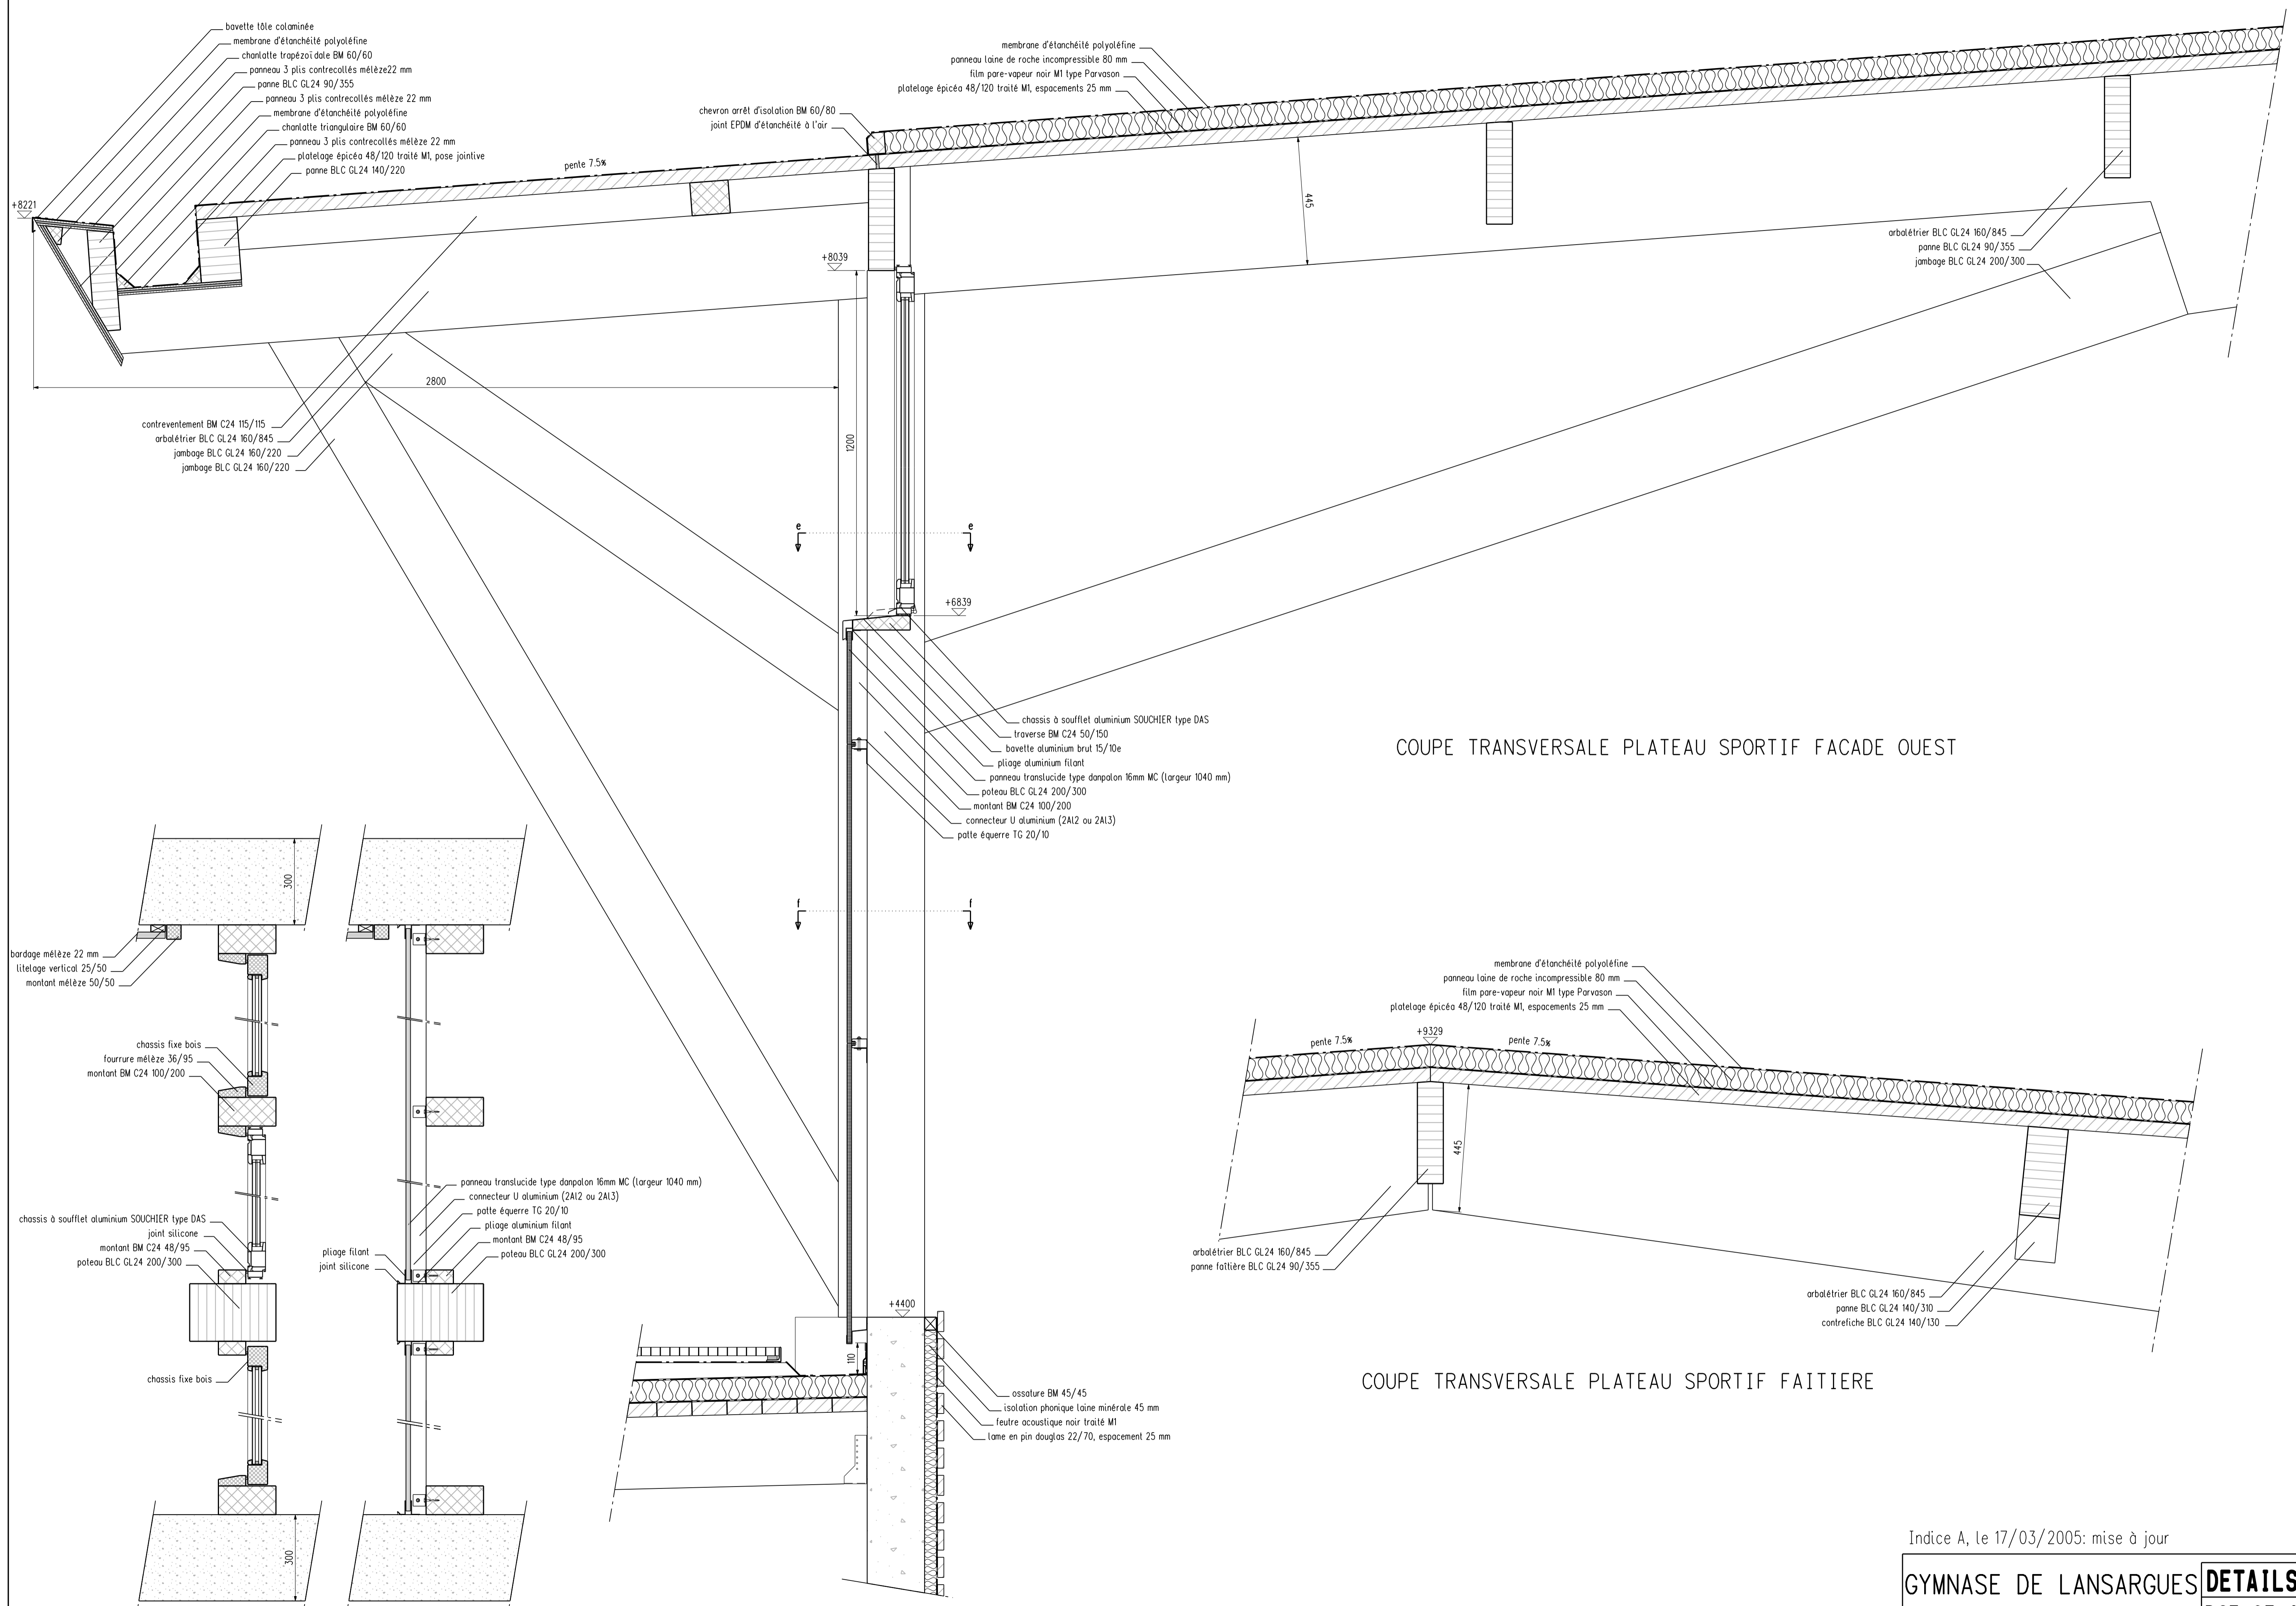 bavette tôle colaminée
membrane d'étanchéité polyoléfine
chanlatte trapézoïdale BM 60/60
panneau 3 plis contrecollés mélèze22 mm
panne BLC GL24 90/355
panneau 3 plis contrecollés mélèze 22 mm
membrane d'étanchéité polyoléfine
chanlatte triangulaire BM 60/60
panneau 3 plis contrecollés mélèze 22 mm
platelage épicéa 48/120 traité M1, pose jointive
panne BLC GL24 140/220
+8221
pente 7.5%
chevron arrêt d'isolation BM 60/80
joint EPDM d'étanchéité à l'air
membrane d'étanchéité polyoléfine
panneau laine de roche incompressible 80 mm
film pare-vapeur noir M1 type Parvason
platelage épicéa 48/120 traité M1, espacements 25 mm
445
arbalétrier BLC GL24 160/845
panne BLC GL24 90/355
jambage BLC GL24 200/300
+8039
2800
1200
contreventement BM C24 115/115
arbalétrier BLC GL24 160/845
jambage BLC GL24 160/220
jambage BLC GL24 160/220
e
e
+6839
chassis à soufflet aluminium SOUCHIER type DAS
traverse BM C24 50/150
bavette aluminium brut 15/10e
pliage aluminium filant
panneau translucide type danpalon 16mm MC (largeur 1040 mm)
poteau BLC GL24 200/300
montant BM C24 100/200
connecteur U aluminium (2Al2 ou 2Al3)
patte équerre TG 20/10
COUPE TRANSVERSALE PLATEAU SPORTIF FACADE OUEST
f
f
300
bardage mélèze 22 mm
litelage vertical 25/50
montant mélèze 50/50
chassis fixe bois
fourrure mélèze 36/95
montant BM C24 100/200
chassis à soufflet aluminium SOUCHIER type DAS
joint silicone
montant BM C24 48/95
poteau BLC GL24 200/300
chassis fixe bois
300
panneau translucide type danpalon 16mm MC (largeur 1040 mm)
connecteur U aluminium (2Al2 ou 2Al3)
patte équerre TG 20/10
pliage aluminium filant
montant BM C24 48/95
poteau BLC GL24 200/300
pliage filant
joint silicone
+4400
110
ossature BM 45/45
isolation phonique laine minérale 45 mm
feutre acoustique noir traité M1
lame en pin douglas 22/70, espacement 25 mm
membrane d'étanchéité polyoléfine
panneau laine de roche incompressible 80 mm
film pare-vapeur noir M1 type Parvason
platelage épicéa 48/120 traité M1, espacements 25 mm
+9329
pente 7.5%
pente 7.5%
445
arbalétrier BLC GL24 160/845
panne faîtière BLC GL24 90/355
arbalétrier BLC GL24 160/845
panne BLC GL24 140/310
contrefiche BLC GL24 140/130
COUPE TRANSVERSALE PLATEAU SPORTIF FAITIERE
Indice A, le 17/03/2005: mise à jour
GYMNASE DE LANSARGUES
DETAILS